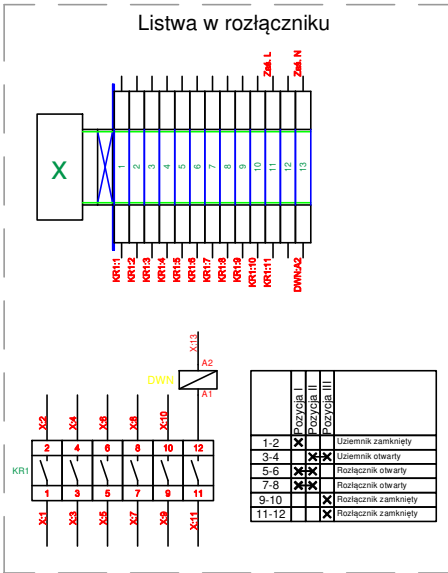 Listwa w rozłączniku
Zas. L
Zas. N
X
1 2 3 4 5 6 7 8 9 10 11 12 13
KR1:1
KR1:2
KR1:3
KR1:4
KR1:5
KR1:6
KR1:7
KR1:8
KR1:9
KR1:10
KR1:11
DWN:A2
X:13
A2
DWN
A1
X:2 X:4 X:6 X:8 X:10
2 4 6 8 10 12
KR1
1 3 5 7 9 11
X:1 X:3 X:5 X:7 X:9 X:11
Pozycja I
Pozycja II
Pozycja III
1-2 Uziemnik zamknięty
3-4 Uziemnik otwarty
5-6 Rozłącznik otwarty
7-8 Rozłącznik otwarty
9-10 Rozłącznik zamknięty
11-12 Rozłącznik zamknięty